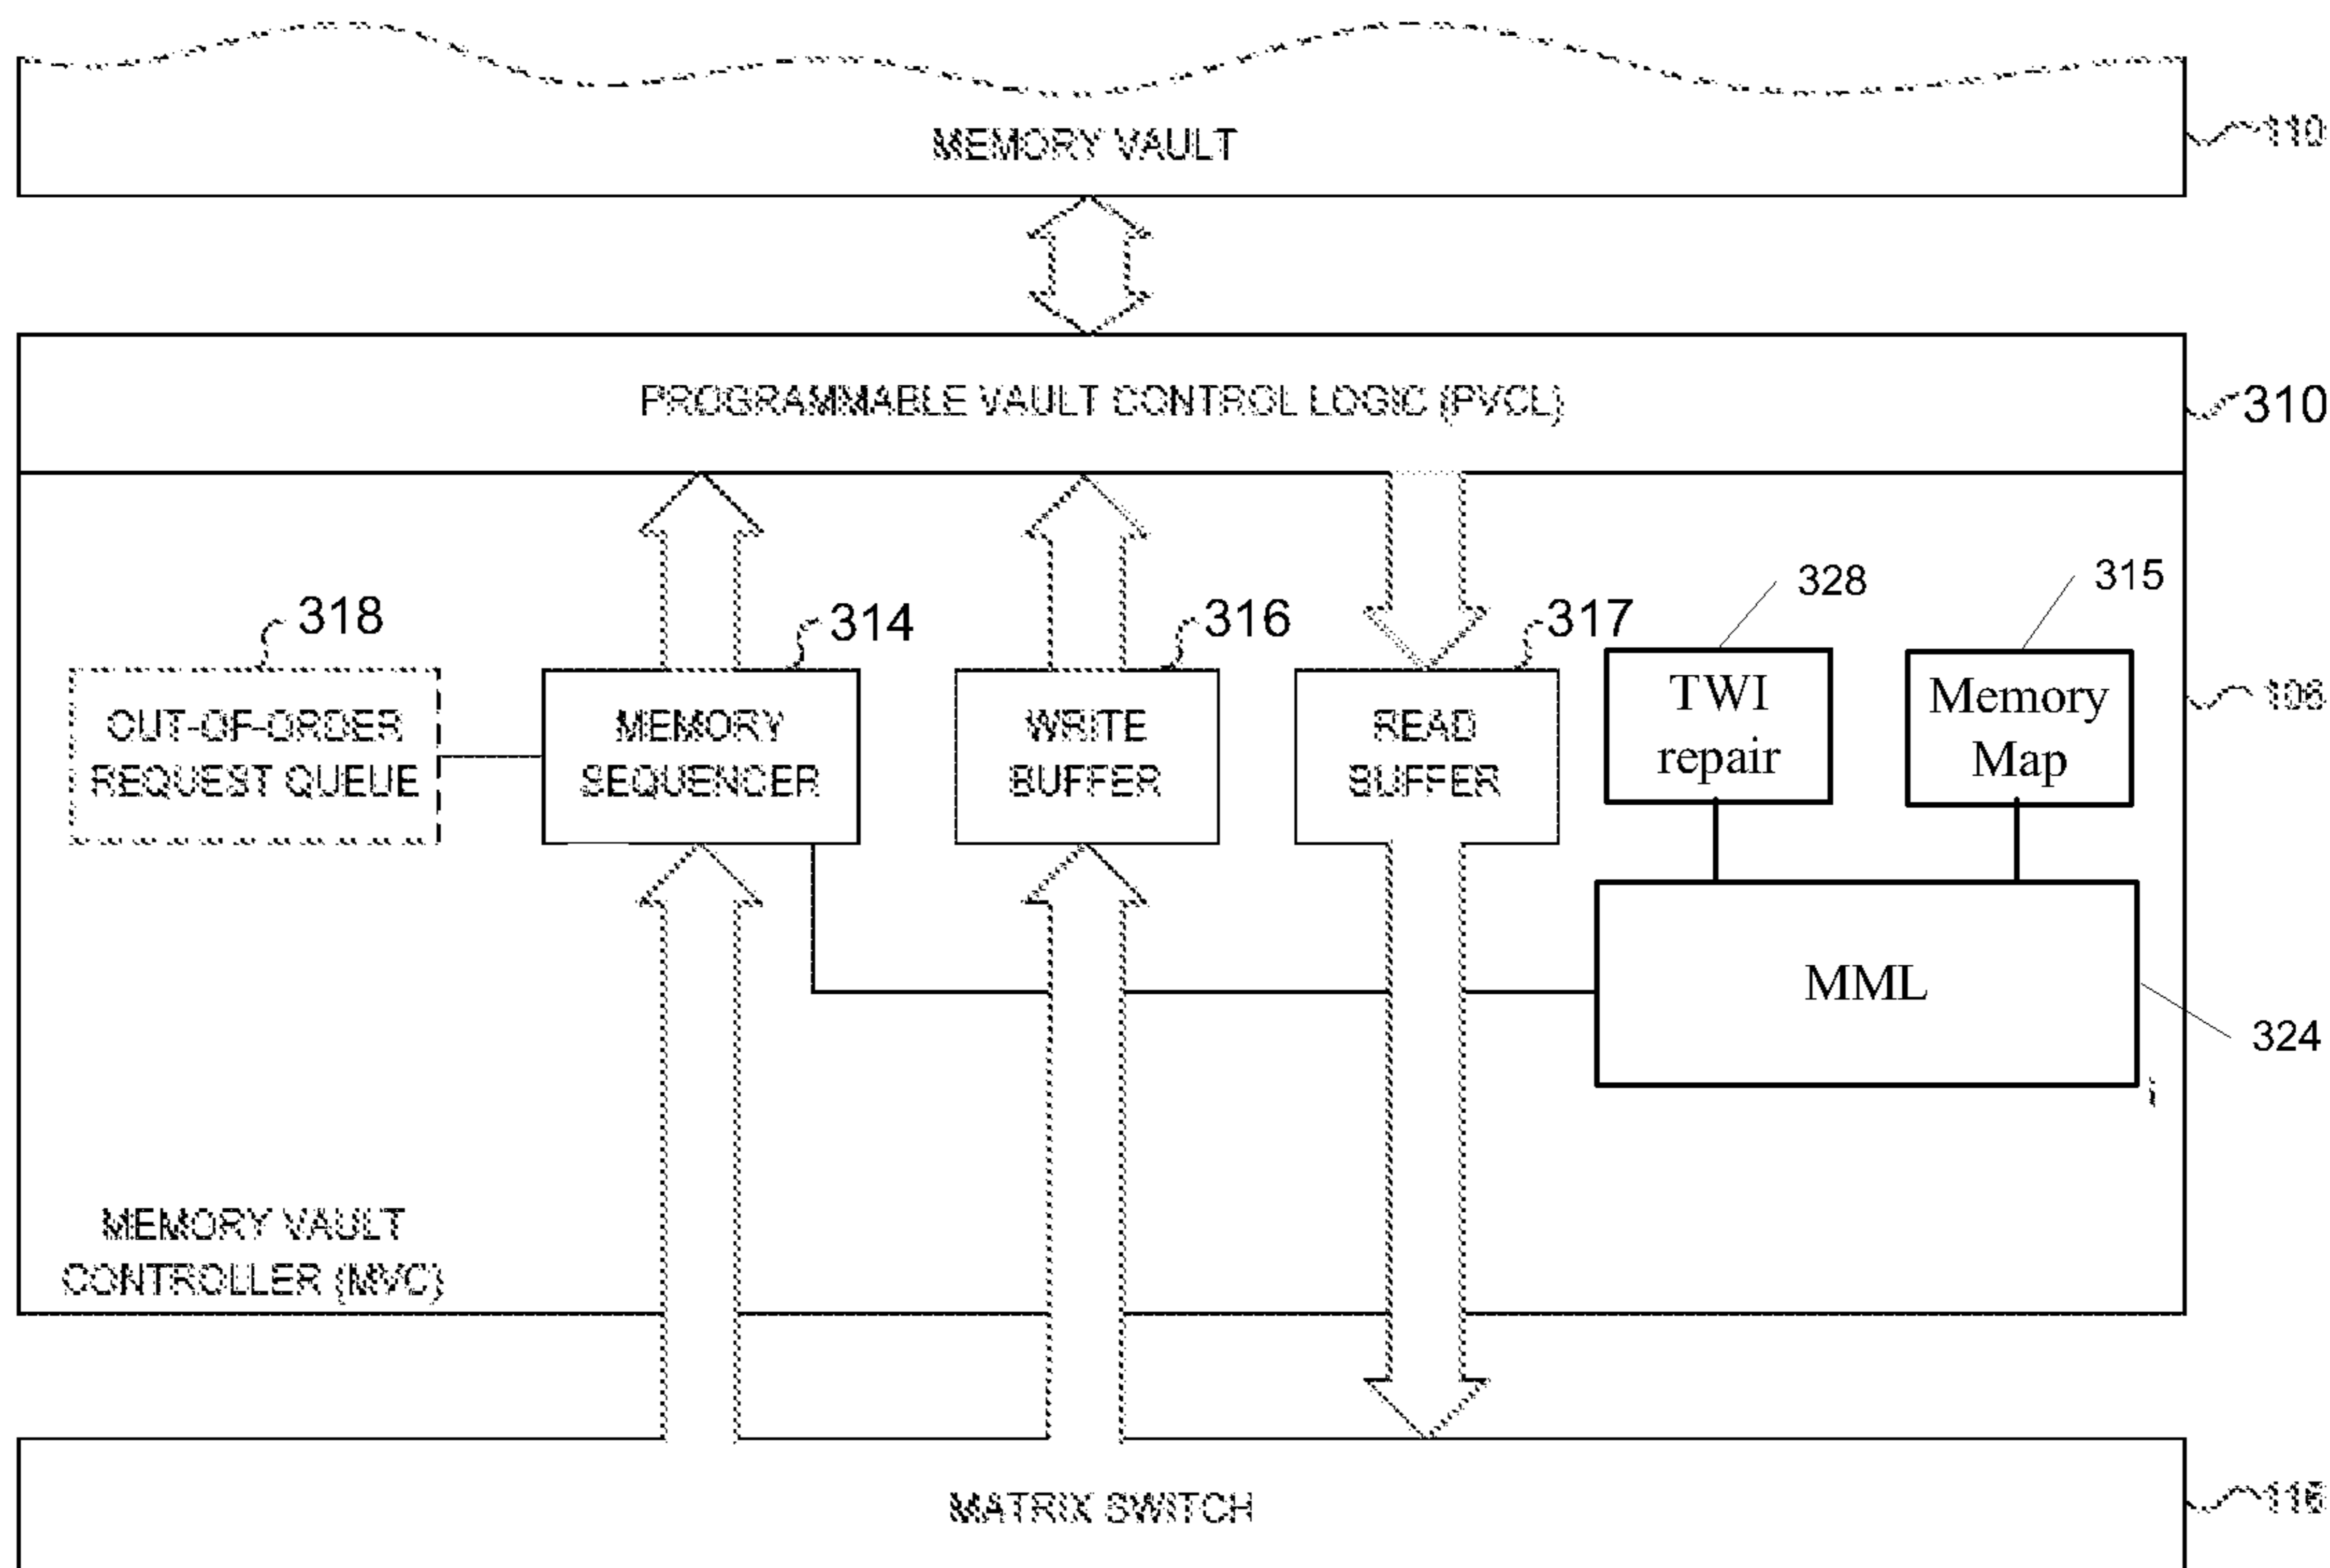 MEMORY VAULT
110
PROGRAMMABLE VAULT CONTROL LOGIC (PVCL)
310
318
314
316
317
328
315
OUT-OF-ORDER
REQUEST QUEUE
MEMORY
SEQUENCER
WRITE
BUFFER
READ
BUFFER
TWI
repair
Memory
Map
106
MML
324
MEMORY VAULT
CONTROLLER (MVC)
MATRIX SWITCH
116